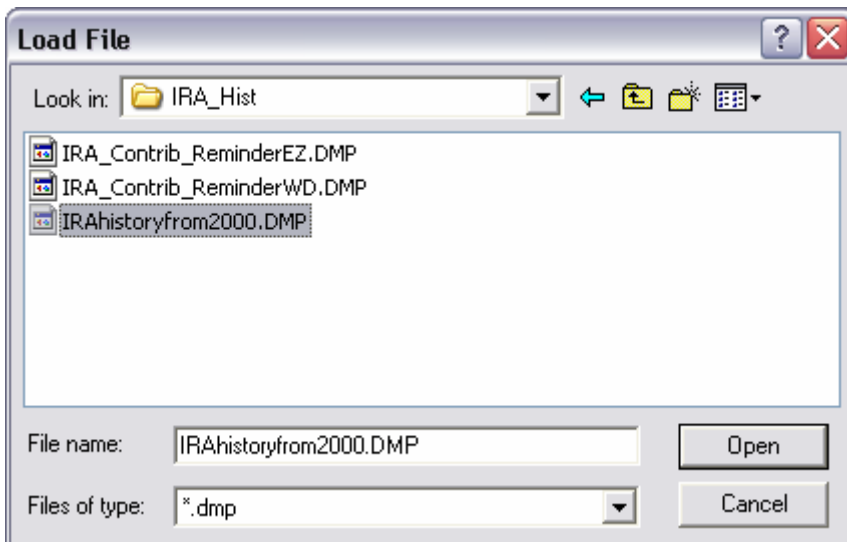 Load File
Look in: IRA_Hist
IRA_Contrib_ReminderEZ.DMP
IRA_Contrib_ReminderWD.DMP
IRAhistoryfrom2000.DMP
File name: IRAhistoryfrom2000.DMP Open
Files of type: *.dmp Cancel